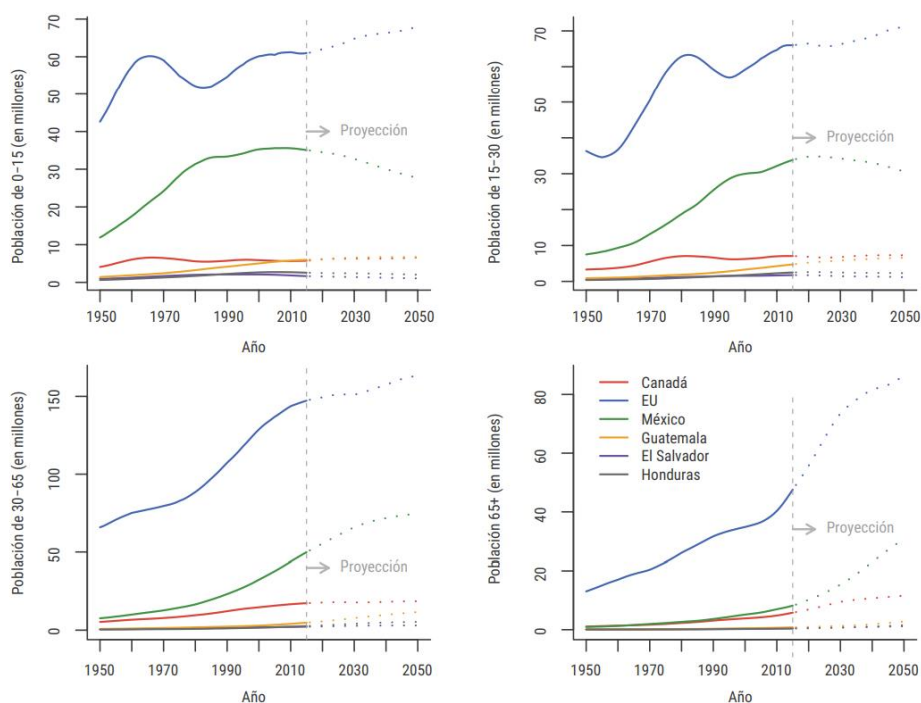 Población de 0–15 (en millones)
70
60
50
40
30
20
10
0
Proyección
1950 1970 1990 2010 2030 2050
Año
Población de 15–30 (en millones)
70
50
30
10
0
Proyección
1950 1970 1990 2010 2030 2050
Año
Población de 30–65 (en millones)
150
100
50
0
Proyección
1950 1970 1990 2010 2030 2050
Año
Población 65+ (en millones)
80
60
40
20
0
Canadá
EU
México
Guatemala
El Salvador
Honduras
Proyección
1950 1970 1990 2010 2030 2050
Año